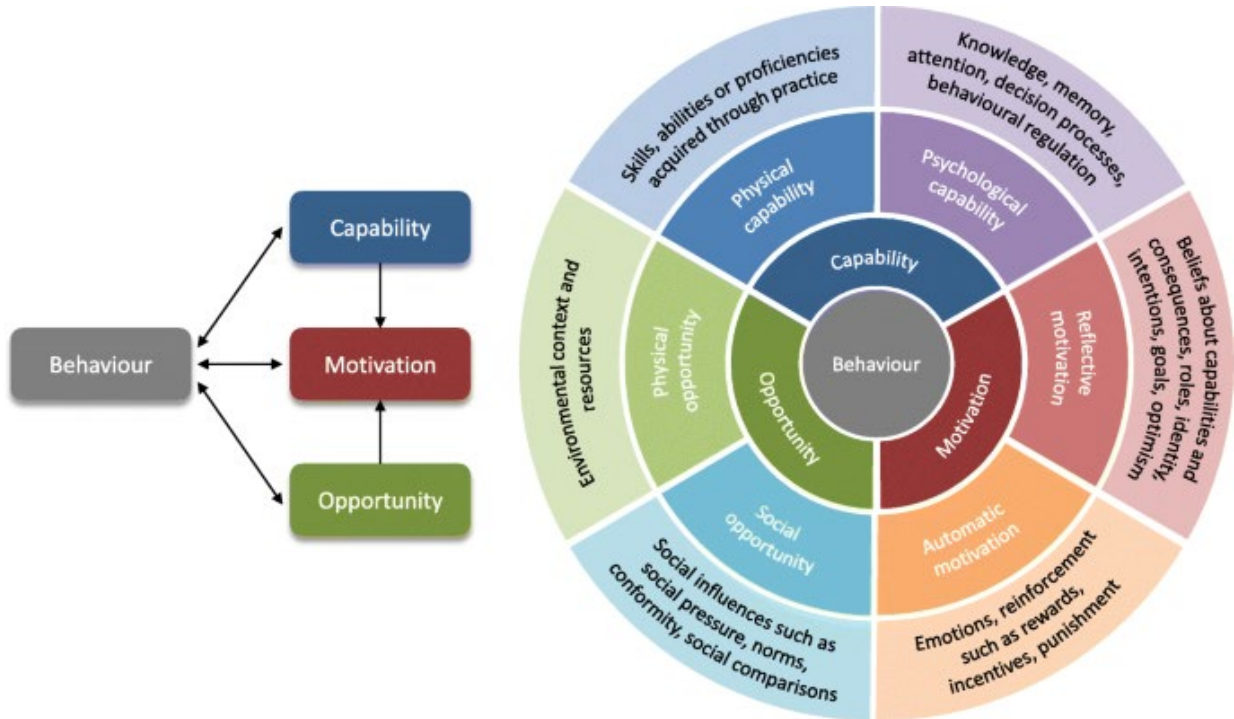 Capability
Behaviour
Motivation
Opportunity
Skills, abilities or proficiencies
acquired through practice
Knowledge, memory,
attention, decision processes,
behavioural regulation
Physical
capability
Psychological
capability
Capability
Environmental context and
resources
Physical
opportunity
Opportunity
Behaviour
Motivation
Reflective
motivation
Beliefs about capabilities and
consequences, roles, identity,
intentions, goals, optimism
Social
opportunity
Automatic
motivation
Social influences such as
social pressure, norms,
conformity, social comparisons
Emotions, reinforcement
such as rewards,
incentives, punishment